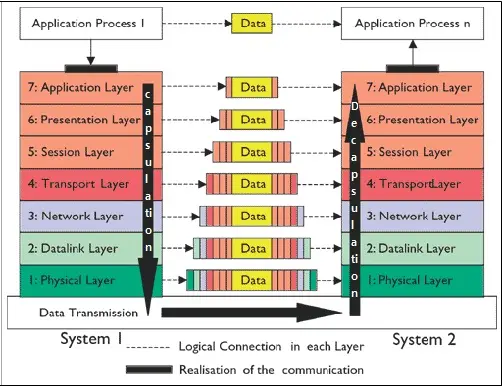 Application Process 1
Data
Application Process n
7: Application Layer
Data
7: Application Layer
6: Presentation Layer
Data
6: Presentation Layer
5: Session Layer
Data
5: Session Layer
4: Transport Layer
Data
4: TransportLayer
3: Network Layer
Data
3: Network Layer
2: Datalink Layer
Data
2: Datalink Layer
1: Physical Layer
Data
1: Physical Layer
capsulation
Decapsulation
Data Transmission
System 1
System 2
Logical Connection in each Layer
Realisation of the communication